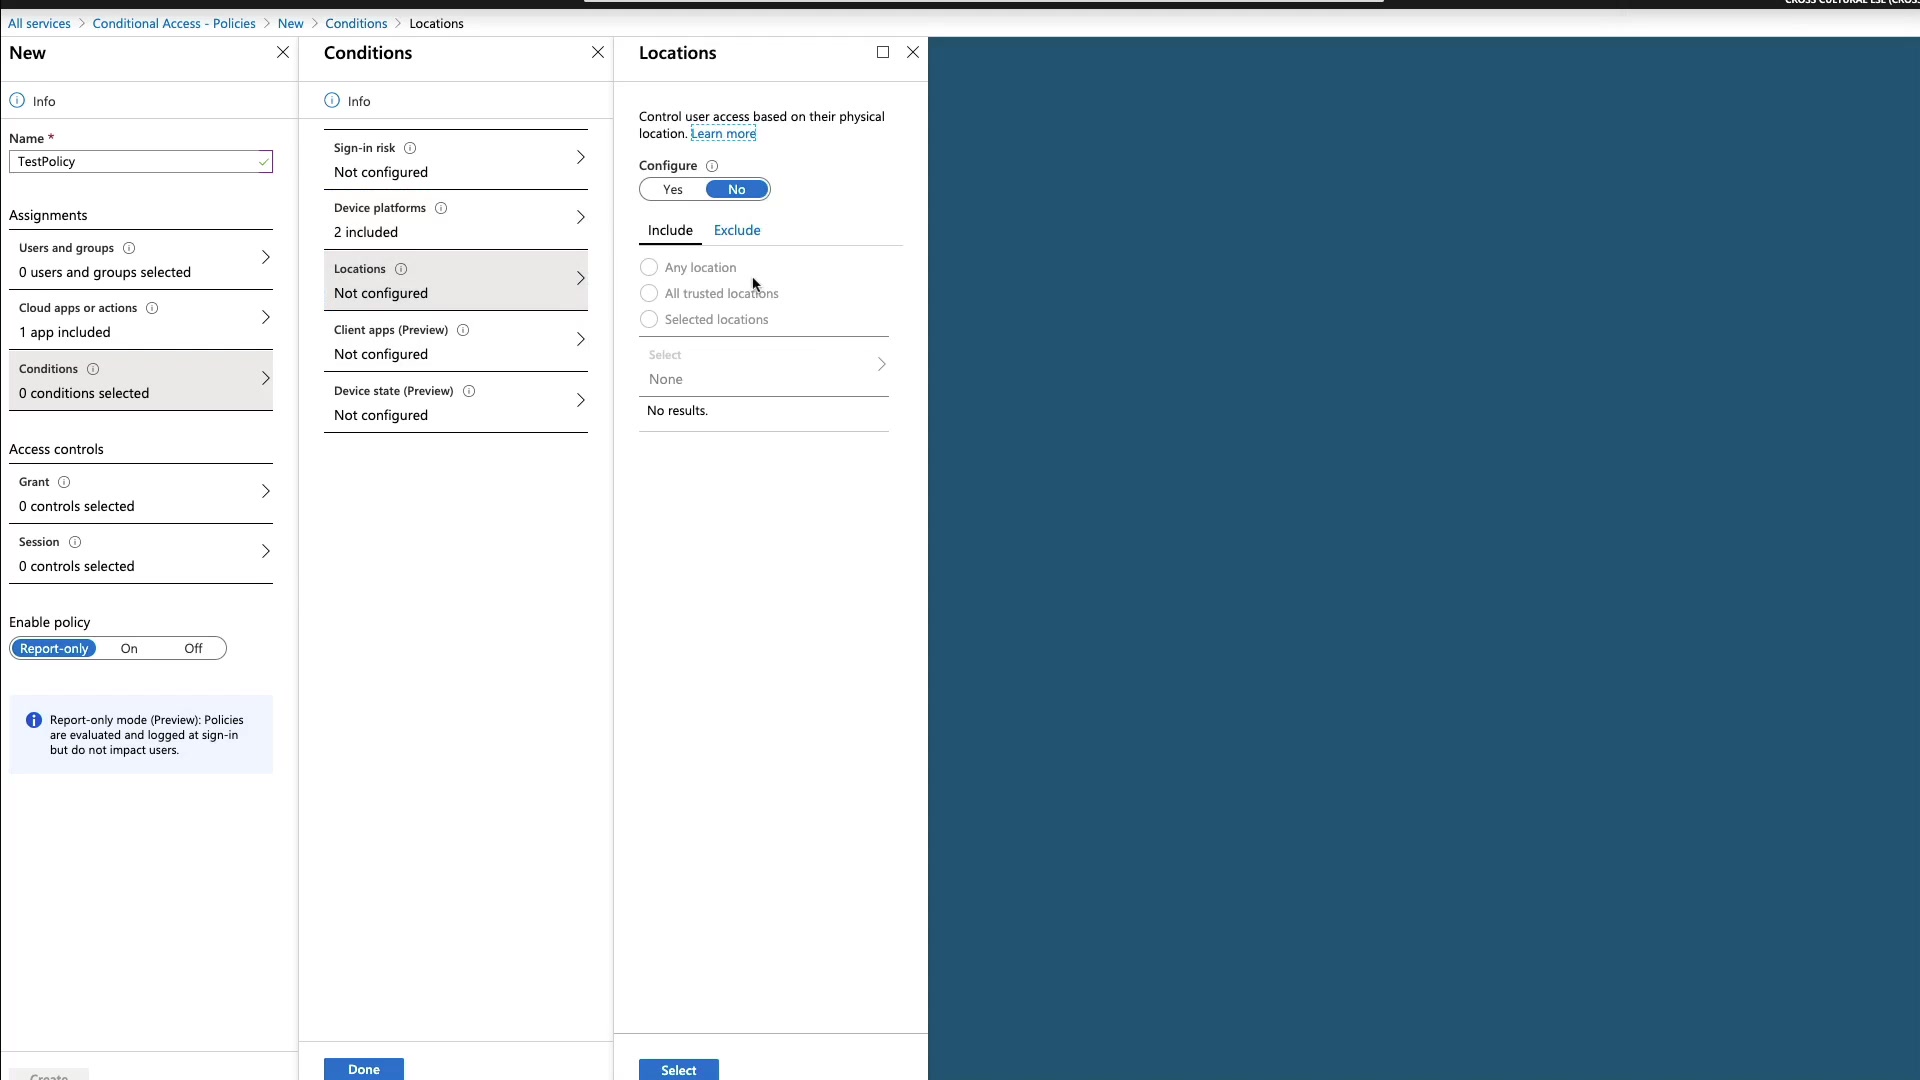 All services > Conditional Access - Policies > New > Conditions > Locations
New
Info
Name *
TestPolicy
Assignments
Users and groups
0 users and groups selected
Cloud apps or actions
1 app included
Conditions
0 conditions selected
Access controls
Grant
0 controls selected
Session
0 controls selected
Enable policy
Report-only On Off
Report-only mode (Preview): Policies
are evaluated and logged at sign-in
but do not impact users.
Create
Conditions
Info
Sign-in risk
Not configured
Device platforms
2 included
Locations
Not configured
Client apps (Preview)
Not configured
Device state (Preview)
Not configured
Done
Locations
Control user access based on their physical
location. Learn more
Configure
Yes No
Include Exclude
Any location
All trusted locations
Selected locations
Select
None
No results.
Select